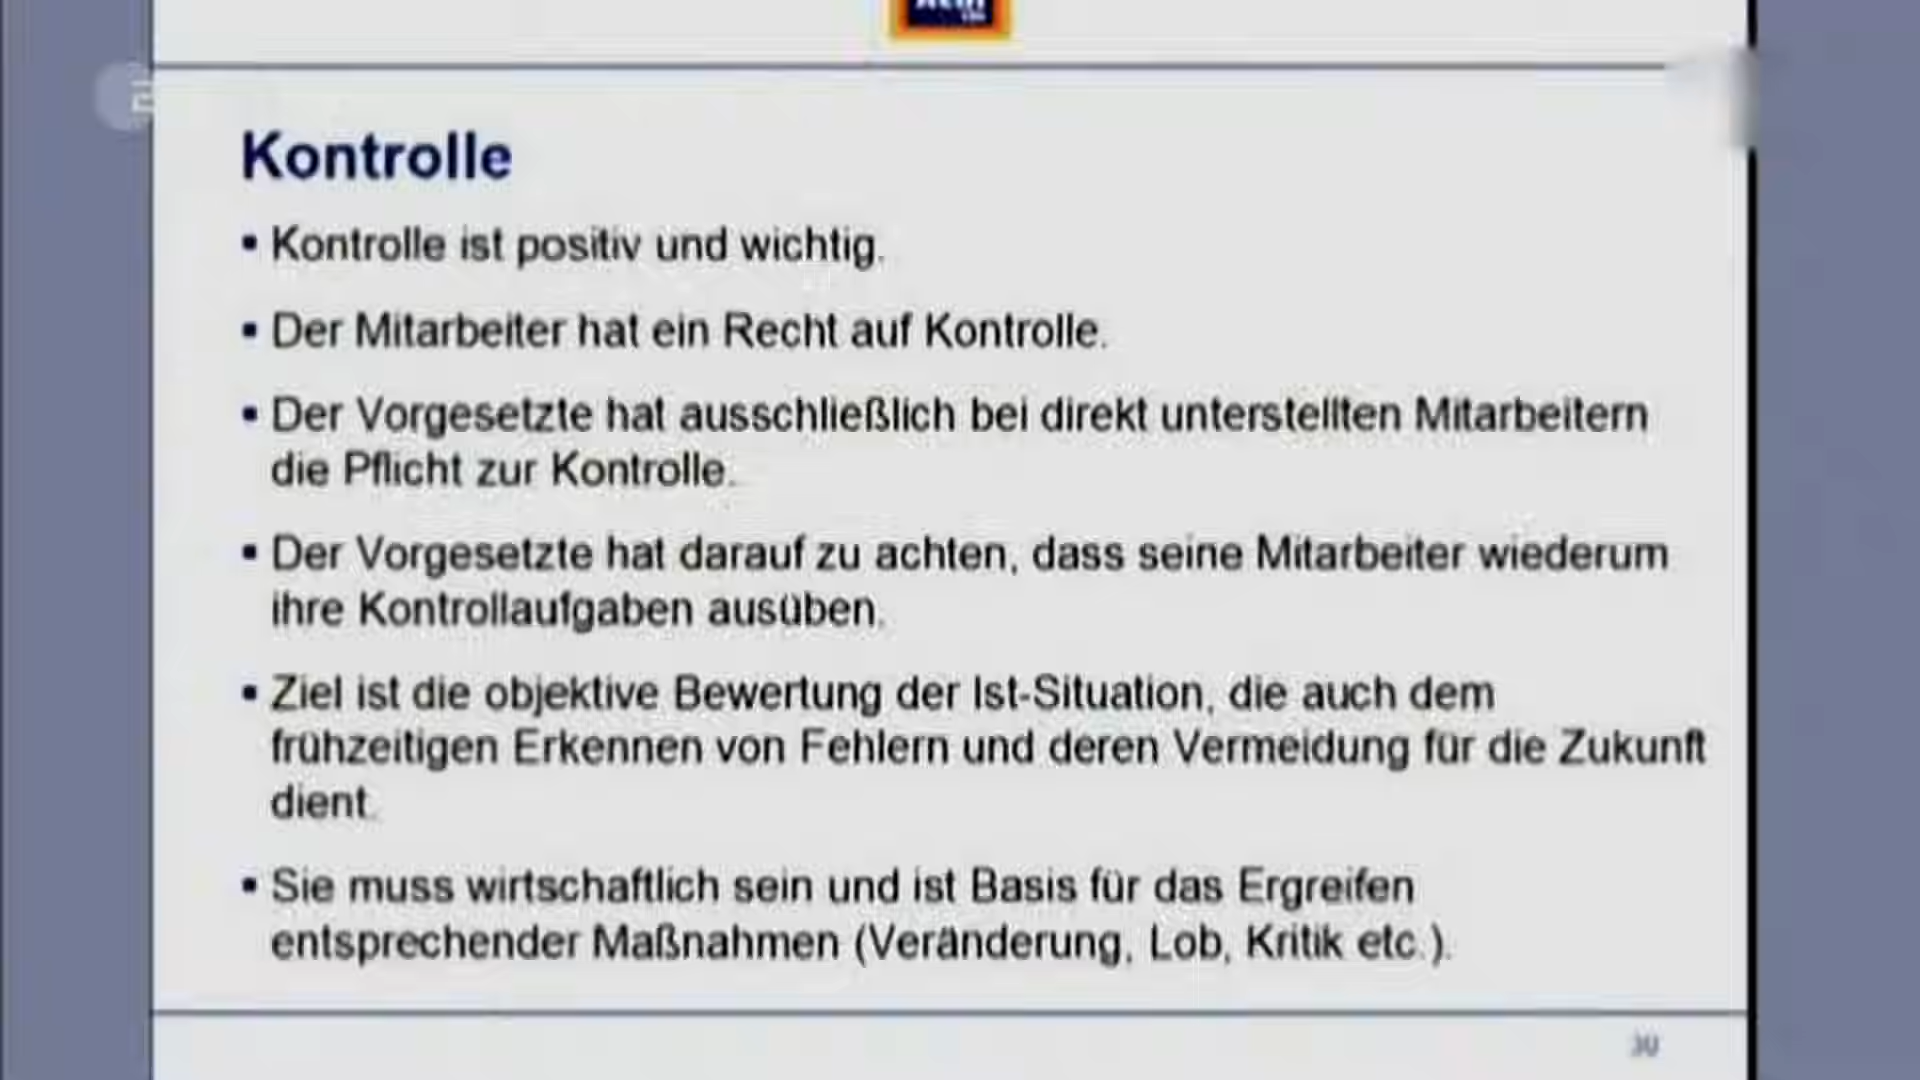 Kontrolle
▪ Kontrolle ist positiv und wichtig.
▪ Der Mitarbeiter hat ein Recht auf Kontrolle.
▪ Der Vorgesetzte hat ausschließlich bei direkt unterstellten Mitarbeitern
die Pflicht zur Kontrolle.
▪ Der Vorgesetzte hat darauf zu achten, dass seine Mitarbeiter wiederum
ihre Kontrollaufgaben ausüben.
▪ Ziel ist die objektive Bewertung der Ist-Situation, die auch dem
frühzeitigen Erkennen von Fehlern und deren Vermeidung für die Zukunft
dient.
▪ Sie muss wirtschaftlich sein und ist Basis für das Ergreifen
entsprechender Maßnahmen (Veränderung, Lob, Kritik etc.).
30